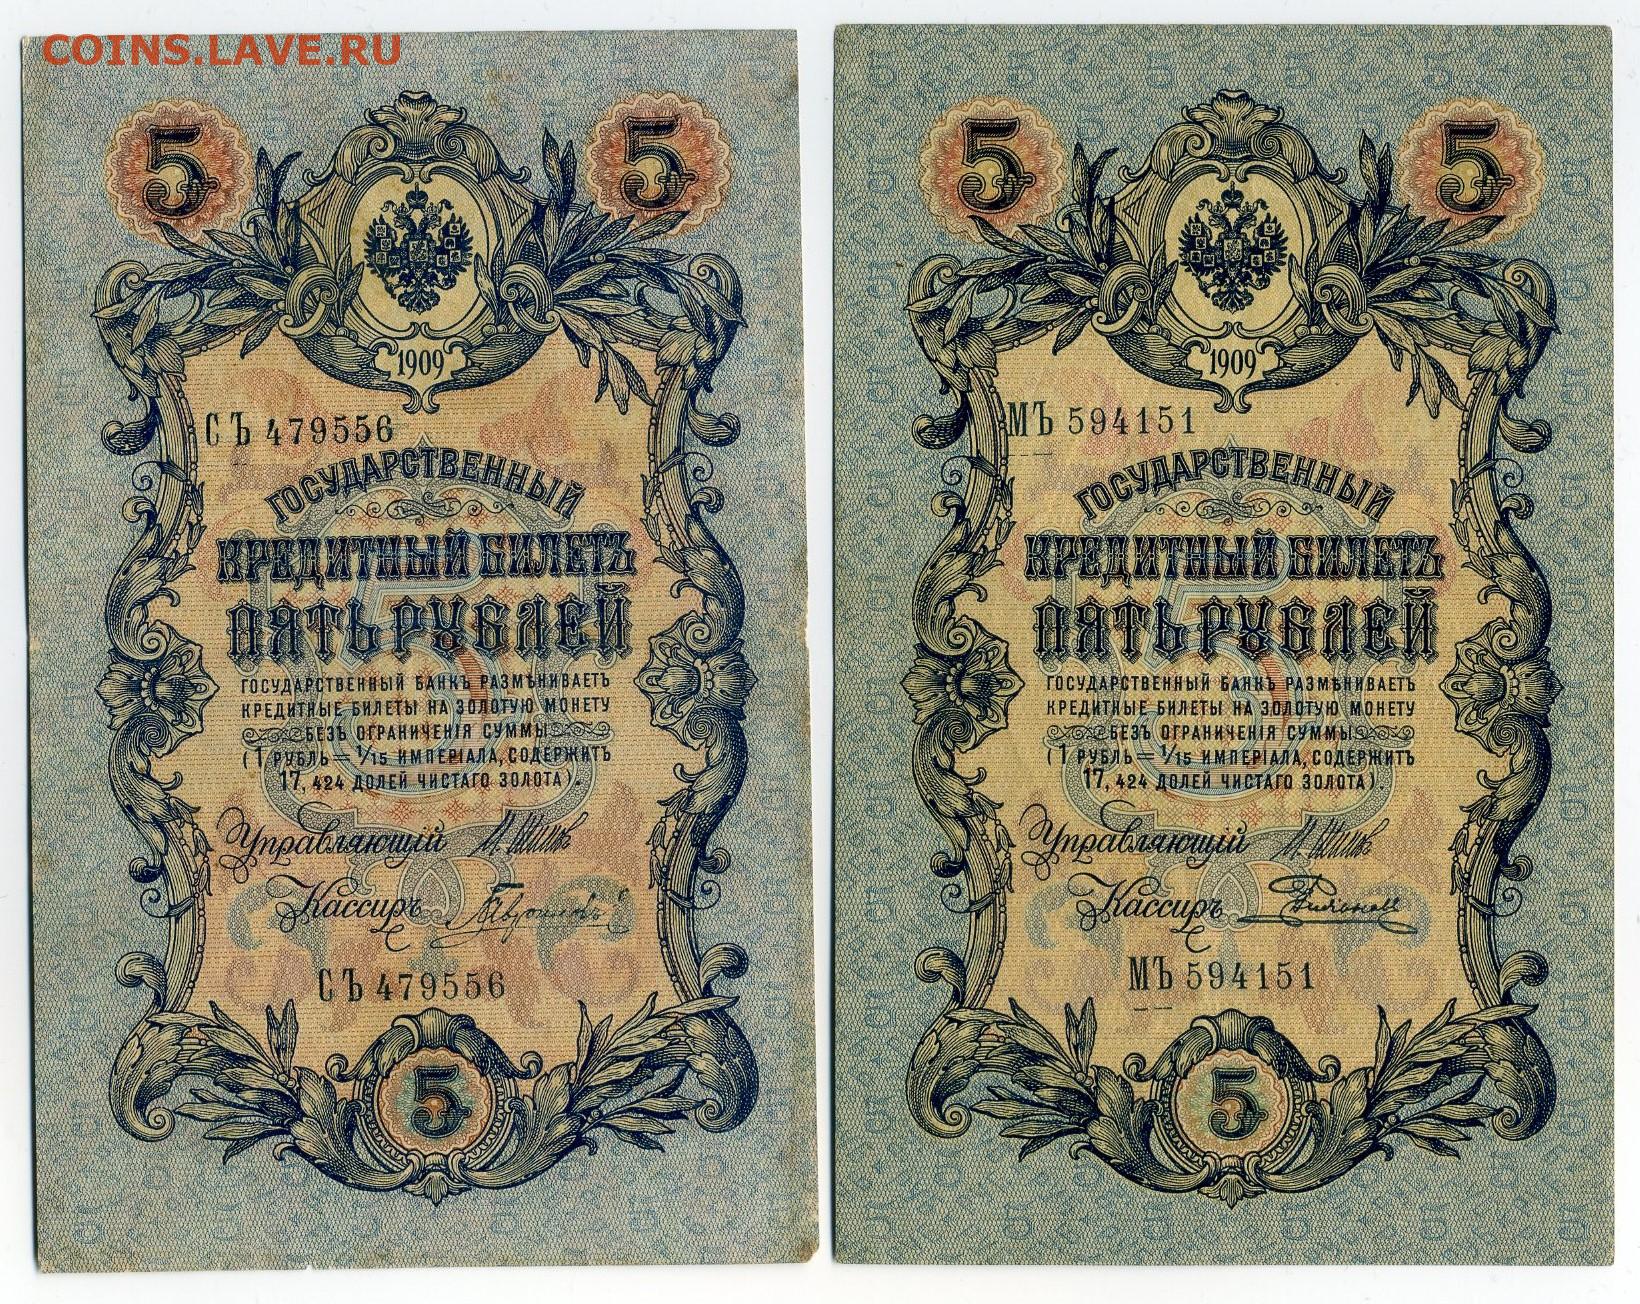 COINS.LAVE.RU
5 5
1909
СЪ 479556
ГОСУДАРСТВЕННЫЙ
КРЕДИТНЫЙ БИЛЕТЪ
ПЯТЬ РУБЛЕЙ
ГОСУДАРСТВЕННЫЙ БАНКЪ РАЗМѢНИВАЕТЪ
КРЕДИТНЫЕ БИЛЕТЫ НА ЗОЛОТУЮ МОНЕТУ
БЕЗЪ ОГРАНИЧЕНІЯ СУММЫ
(1 РУБЛЬ = 1/15 ИМПЕРІАЛА, СОДЕРЖИТЪ
17, 424 ДОЛЕЙ ЧИСТАГО ЗОЛОТА).
Управляющій
Кассиръ
СЪ 479556
5
5 5
1909
МЪ 594151
ГОСУДАРСТВЕННЫЙ
КРЕДИТНЫЙ БИЛЕТЪ
ПЯТЬ РУБЛЕЙ
ГОСУДАРСТВЕННЫЙ БАНКЪ РАЗМѢНИВАЕТЪ
КРЕДИТНЫЕ БИЛЕТЫ НА ЗОЛОТУЮ МОНЕТУ
БЕЗЪ ОГРАНИЧЕНІЯ СУММЫ
(1 РУБЛЬ = 1/15 ИМПЕРІАЛА, СОДЕРЖИТЪ
17, 424 ДОЛЕЙ ЧИСТАГО ЗОЛОТА).
Управляющій
Кассиръ
МЪ 594151
5